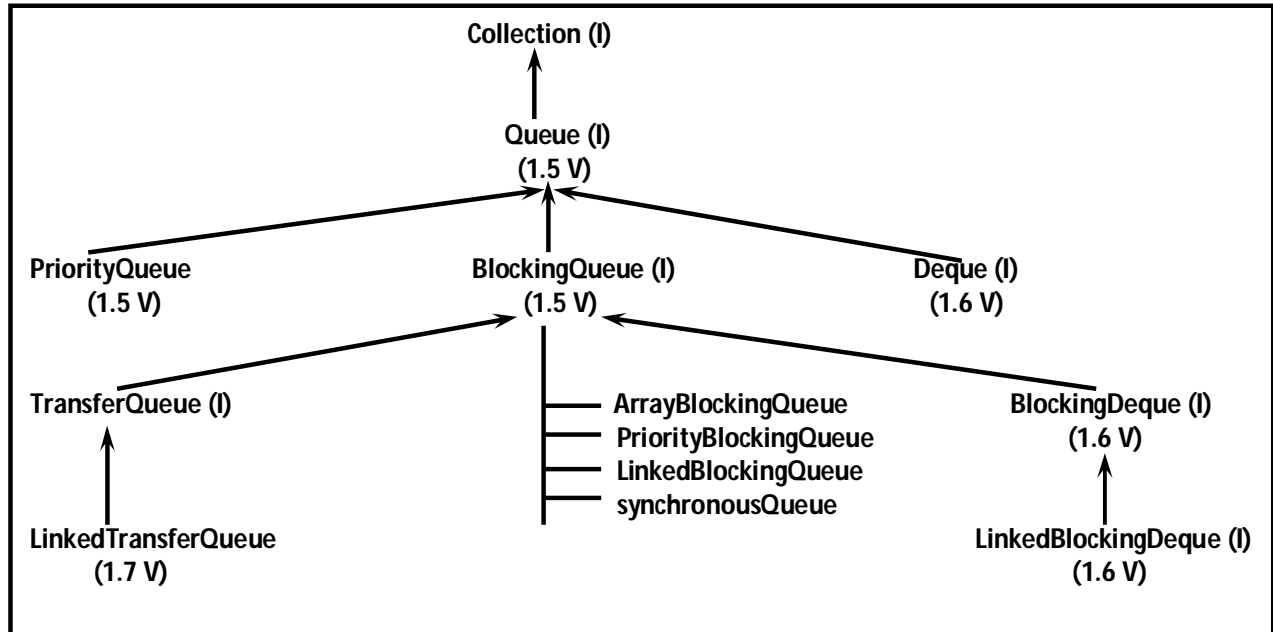 Collection (I)
Queue (I)
(1.5 V)
PriorityQueue
(1.5 V)
BlockingQueue (I)
(1.5 V)
Deque (I)
(1.6 V)
TransferQueue (I)
ArrayBlockingQueue
PriorityBlockingQueue
LinkedBlockingQueue
synchronousQueue
BlockingDeque (I)
(1.6 V)
LinkedTransferQueue
(1.7 V)
LinkedBlockingDeque (I)
(1.6 V)